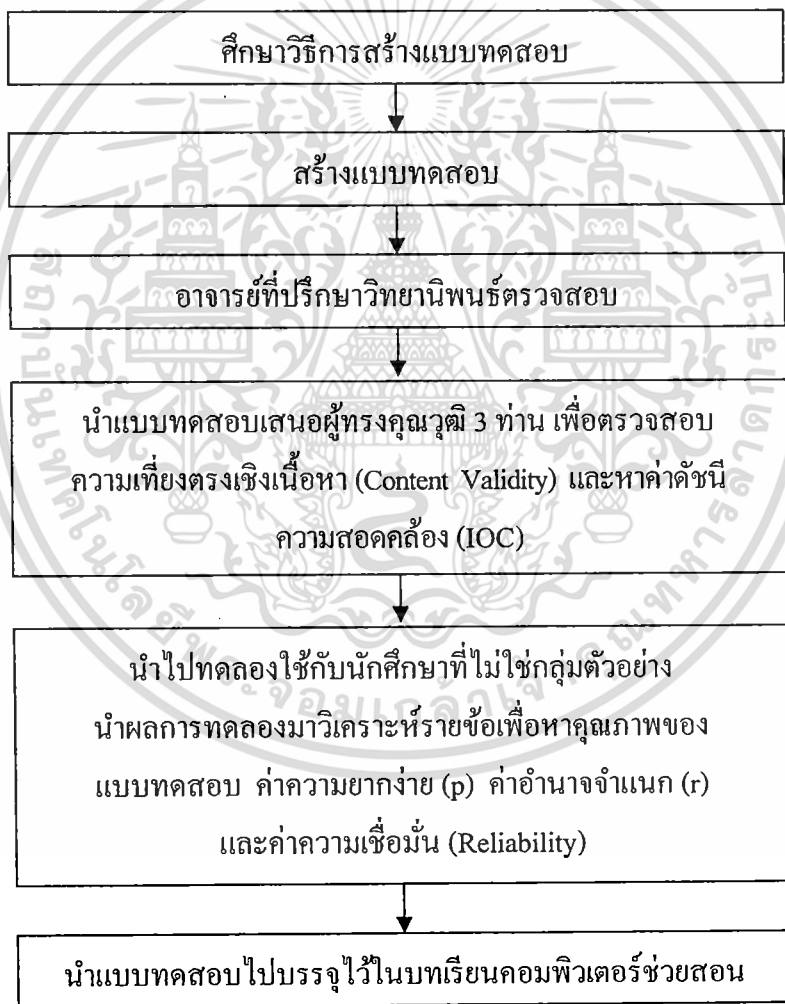 ศึกษาวิธีการสร้างแบบทดสอบ
สร้างแบบทดสอบ
อาจารย์ที่ปรึกษาวิทยานิพนธ์ตรวจสอบ
นำแบบทดสอบเสนอผู้ทรงคุณวุฒิ 3 ท่าน เพื่อตรวจสอบ
ความเที่ยงตรงเชิงเนื้อหา (Content Validity) และหาค่าดัชนี
ความสอดคล้อง (IOC)
นำไปทดลองใช้กับนักศึกษาที่ไม่ใช่กลุ่มตัวอย่าง
นำผลการทดลองมาวิเคราะห์รายข้อเพื่อหาคุณภาพของ
แบบทดสอบ ค่าความยากง่าย (p) ค่าอำนาจจำแนก (r)
และค่าความเชื่อมั่น (Reliability)
นำแบบทดสอบไปบรรจุไว้ในบทเรียนคอมพิวเตอร์ช่วยสอน